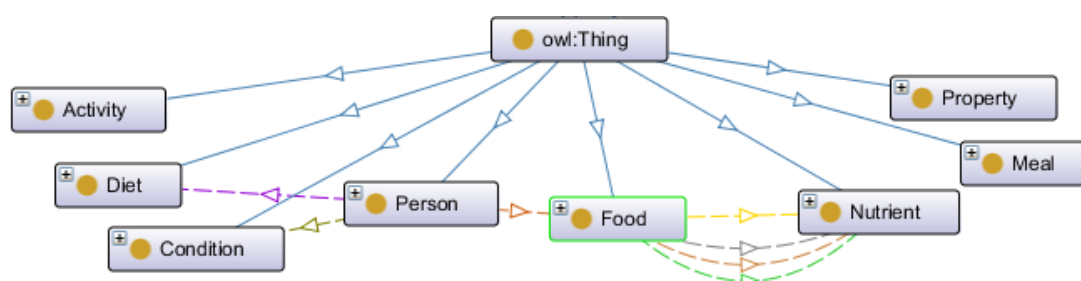 owl:Thing
Activity
Property
Diet
Meal
Person
Food
Nutrient
Condition